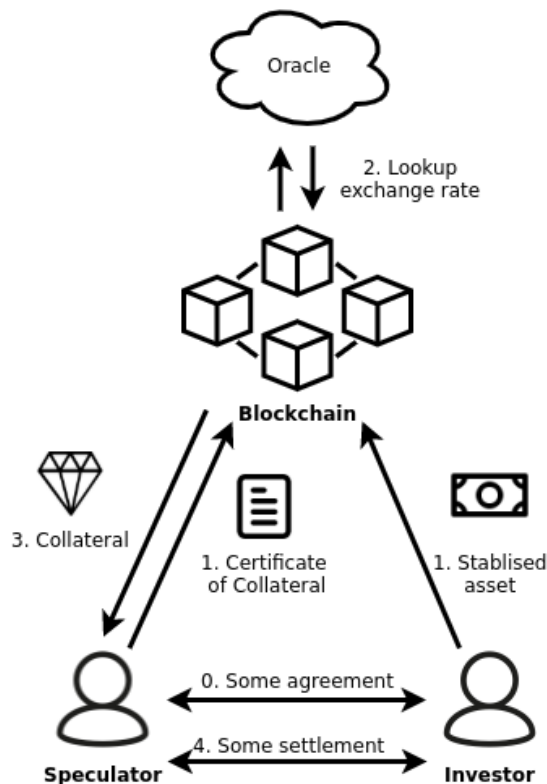 Oracle
2. Lookup
exchange rate
Blockchain
3. Collateral
1. Certificate
of Collateral
1. Stablised
asset
0. Some agreement
4. Some settlement
Speculator
Investor